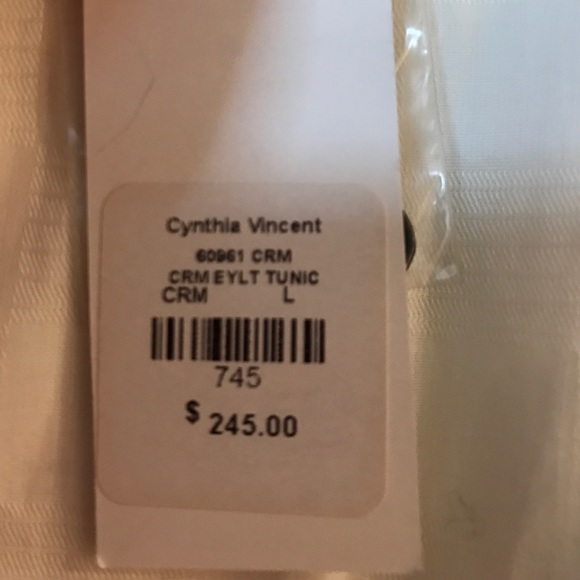 Cynthia Vincent
60961 CRM
CRM EYLT TUNIC
CRM L
745
$ 245.00